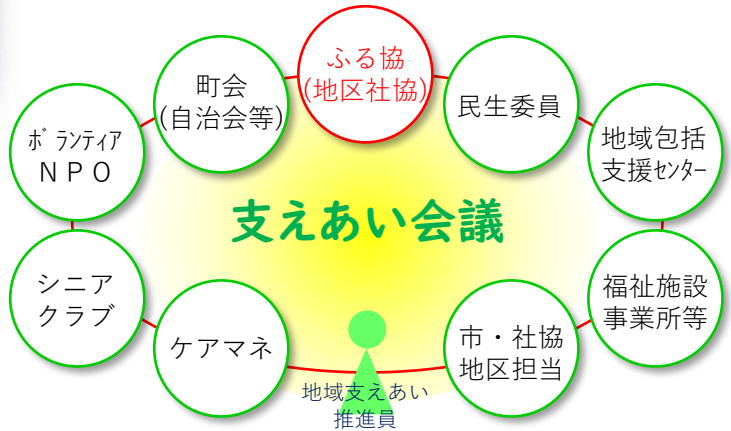 ふる協
(地区社協)
町会
(自治会等)
民生委員
ボランティア
ＮＰＯ
地域包括
支援センター
支えあい会議
シニア
クラブ
福祉施設
事業所等
ケアマネ
市・社協
地区担当
地域支えあい
推進員